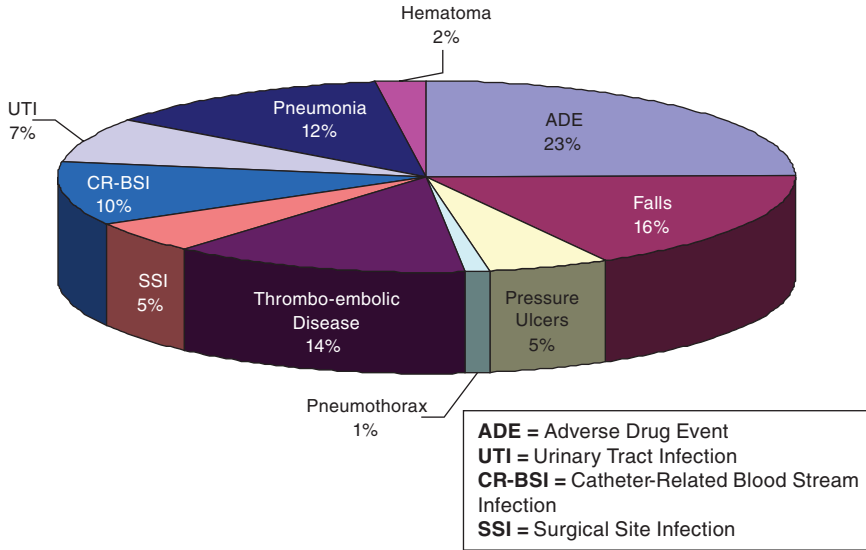 Hematoma
2%
ADE
23%
Falls
16%
Pressure
Ulcers
5%
Pneumothorax
1%
Thrombo-embolic
Disease
14%
SSI
5%
CR-BSI
10%
UTI
7%
Pneumonia
12%
ADE = Adverse Drug Event
UTI = Urinary Tract Infection
CR-BSI = Catheter-Related Blood Stream
Infection
SSI = Surgical Site Infection